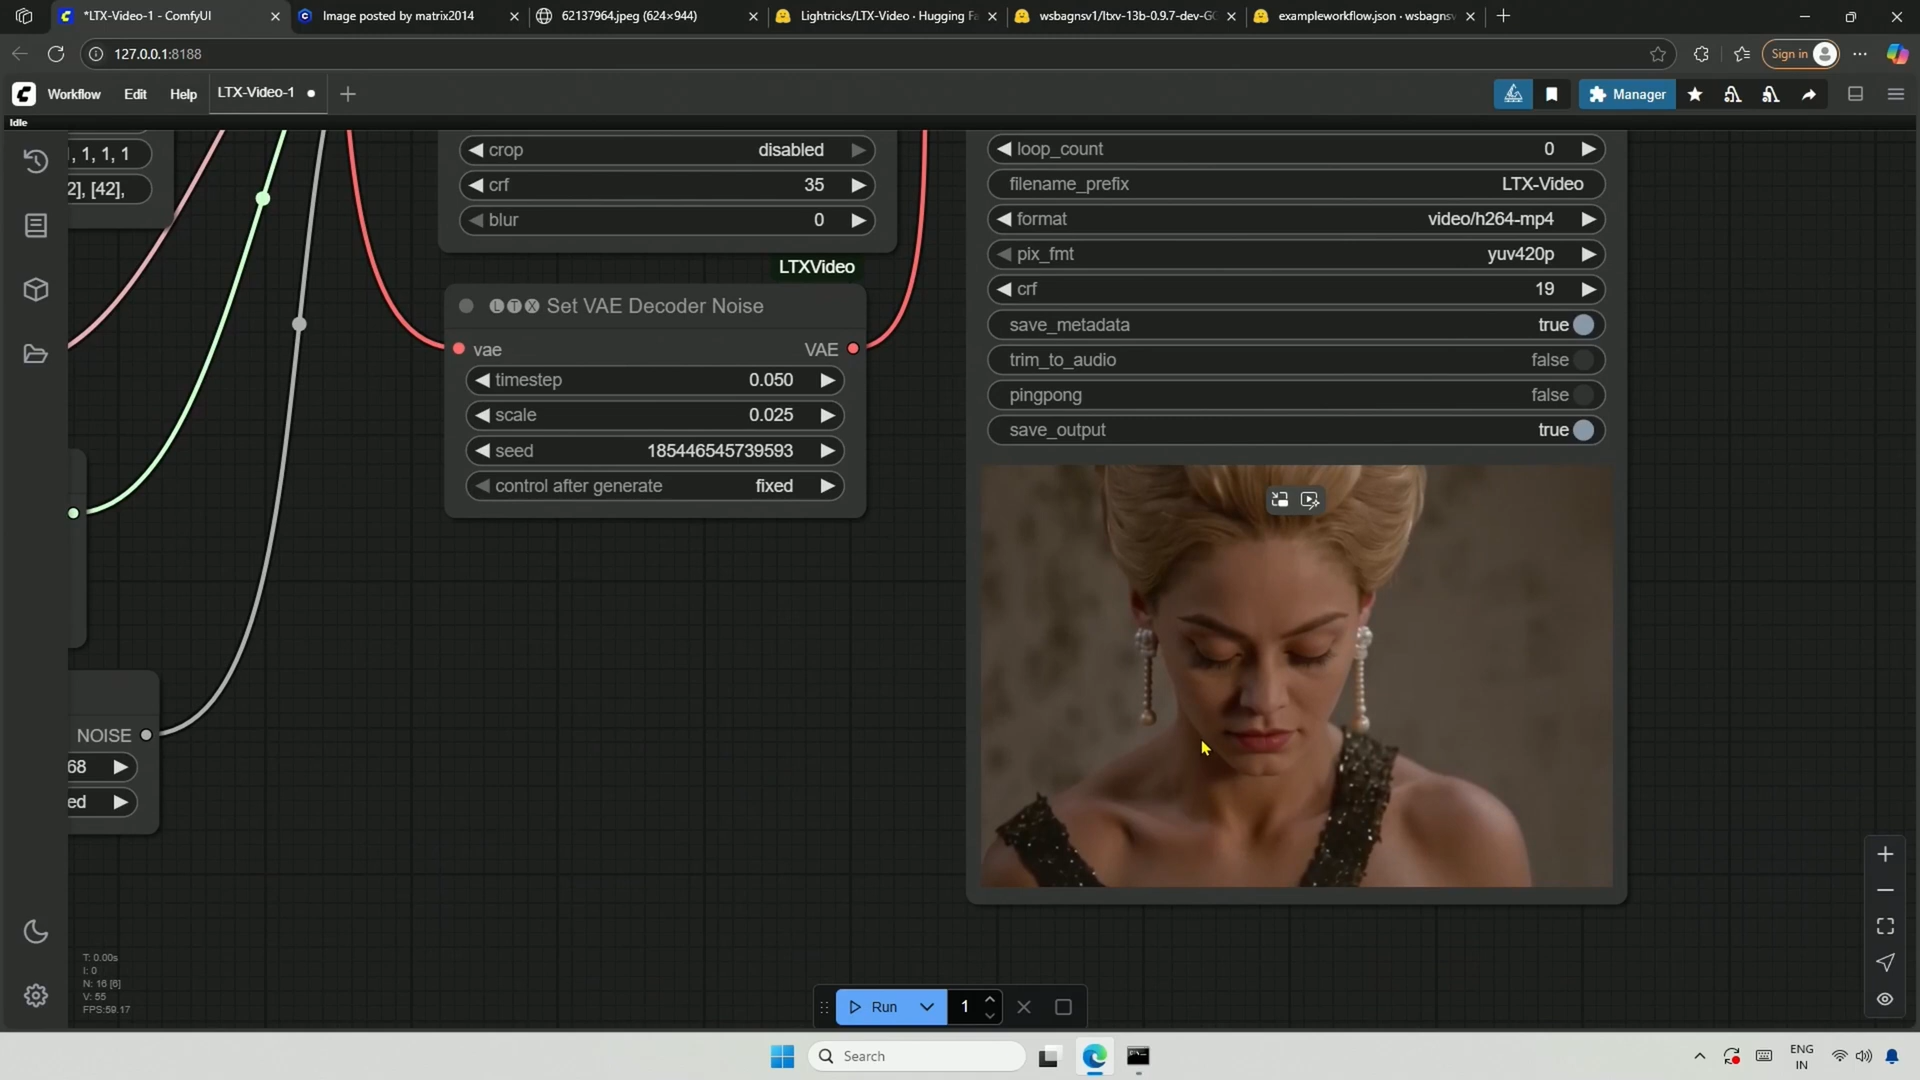 *LTX-Video-1 - ComfyUI
Image posted by matrix2014
62137964.jpeg (624×944)
Lightricks/LTX-Video · Hugging Fa
wsbagnsv1/ltxv-13b-0.9.7-dev-GG
exampleworkflow.json · wsbagnsv
127.0.0.1:8188
Sign in
Workflow
Edit
Help
LTX-Video-1
Manager
Idle
, 1, 1, 1
2], [42],
crop disabled
crf 35
blur 0
LTXVideo
LTX Set VAE Decoder Noise
vae VAE
timestep 0.050
scale 0.025
seed 185446545739593
control after generate fixed
NOISE
68
ed
loop_count 0
filename_prefix LTX-Video
format video/h264-mp4
pix_fmt yuv420p
crf 19
save_metadata true
trim_to_audio false
pingpong false
save_output true
T: 0.00s
I: 0
N: 16 [6]
V: 55
FPS:59.17
Run
1
Search
ENG
IN